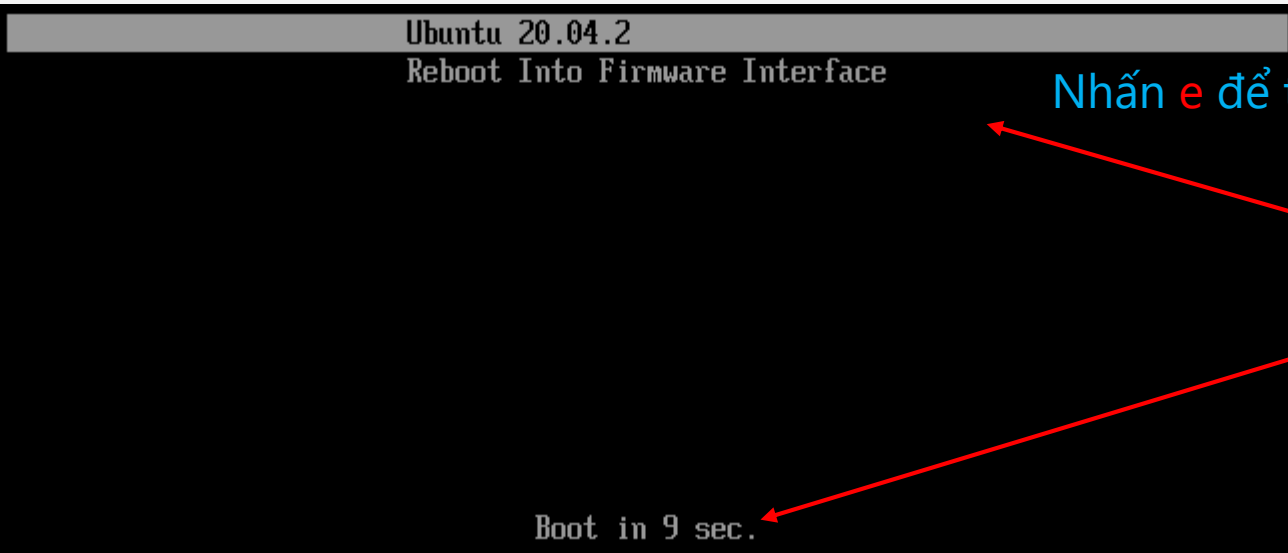 Ubuntu 20.04.2
Reboot Into Firmware Interface
Nhấn e để
Boot in 9 sec.